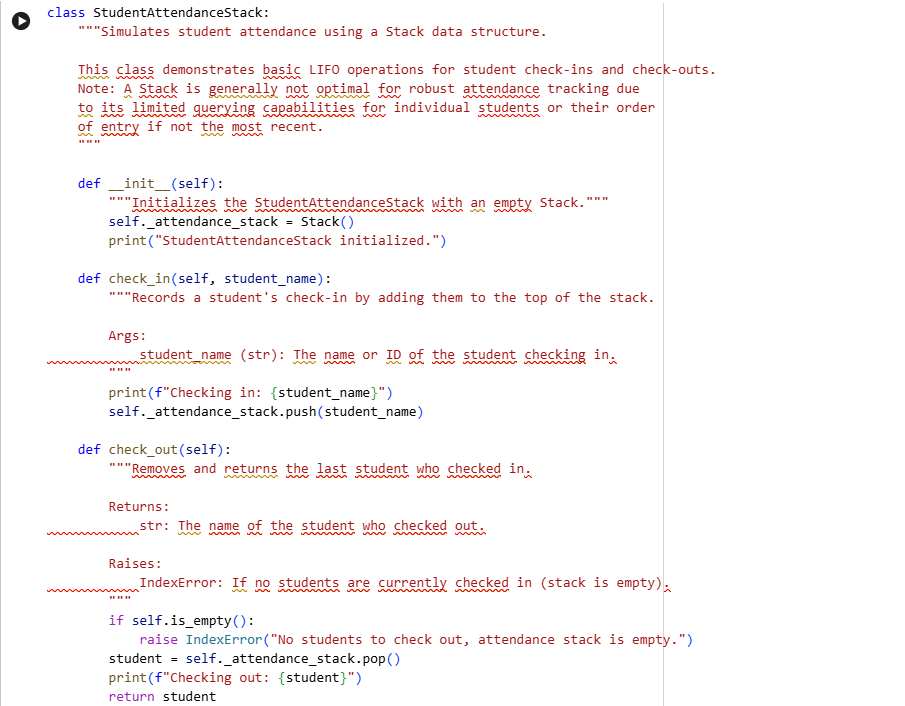 class StudentAttendanceStack:
    """Simulates student attendance using a Stack data structure.

    This class demonstrates basic LIFO operations for student check-ins and check-outs.
    Note: A Stack is generally not optimal for robust attendance tracking due
    to its limited querying capabilities for individual students or their order
    of entry if not the most recent.
    """

    def __init__(self):
        """Initializes the StudentAttendanceStack with an empty Stack."""
        self._attendance_stack = Stack()
        print("StudentAttendanceStack initialized.")

    def check_in(self, student_name):
        """Records a student's check-in by adding them to the top of the stack.

        Args:
            student_name (str): The name or ID of the student checking in.
        """
        print(f"Checking in: {student_name}")
        self._attendance_stack.push(student_name)

    def check_out(self):
        """Removes and returns the last student who checked in.

        Returns:
            str: The name of the student who checked out.

        Raises:
            IndexError: If no students are currently checked in (stack is empty).
        """
        if self.is_empty():
            raise IndexError("No students to check out, attendance stack is empty.")
        student = self._attendance_stack.pop()
        print(f"Checking out: {student}")
        return student